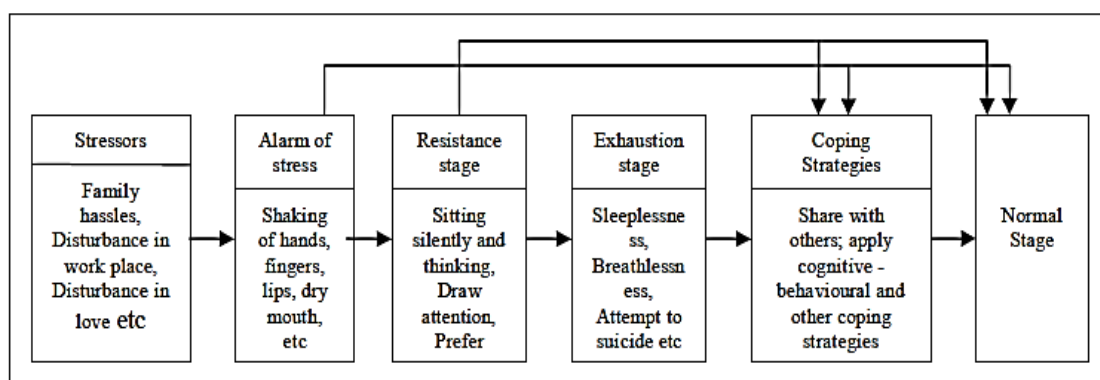 Stressors
Family
hassles,
Disturbance in
work place,
Disturbance in
love etc
Alarm of
stress
Shaking
of hands,
fingers,
lips, dry
mouth,
etc
Resistance
stage
Sitting
silently and
thinking,
Draw
attention,
Prefer
Exhaustion
stage
Sleeplessne
ss,
Breathlessn
ess,
Attempt to
suicide etc
Coping
Strategies
Share with
others; apply
cognitive -
behavioural and
other coping
strategies
Normal
Stage